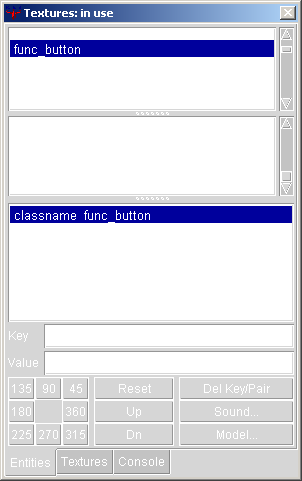 Textures: in use
func_button
classname func_button
Key
Value
135 90 45 Reset Del Key/Pair
180 360 Up Sound...
225 270 315 Dn Model...
Entities Textures Console